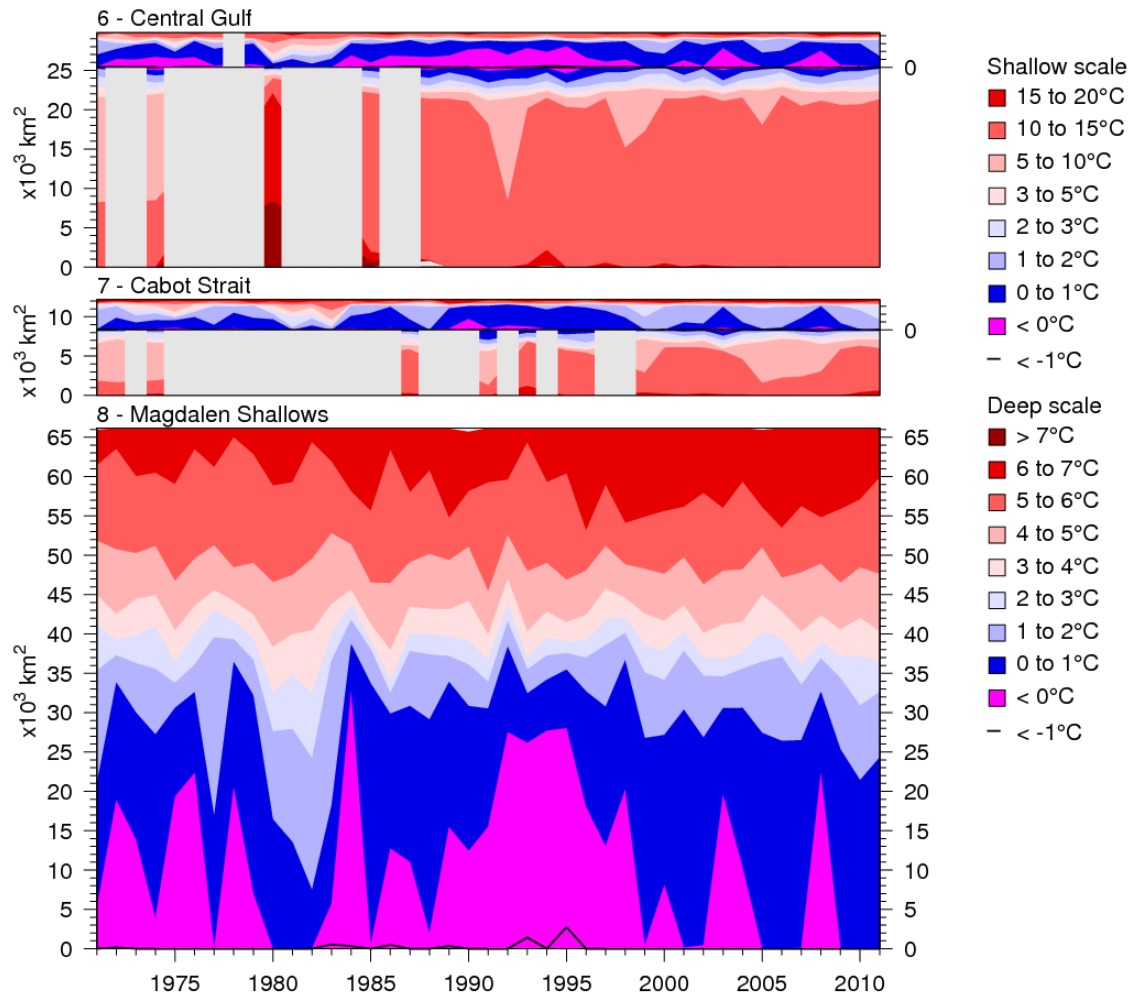 6 - Central Gulf
25
20
15
10
5
0
x10³ km²
0
7 - Cabot Strait
10
5
0
x10³ km²
0
8 - Magdalen Shallows
65
60
55
50
45
40
35
30
25
20
15
10
5
0
x10³ km²
65
60
55
50
45
40
35
30
25
20
15
10
5
0
1975 1980 1985 1990 1995 2000 2005 2010
Shallow scale
15 to 20°C
10 to 15°C
5 to 10°C
3 to 5°C
2 to 3°C
1 to 2°C
0 to 1°C
< 0°C
< -1°C
Deep scale
> 7°C
6 to 7°C
5 to 6°C
4 to 5°C
3 to 4°C
2 to 3°C
1 to 2°C
0 to 1°C
< 0°C
< -1°C